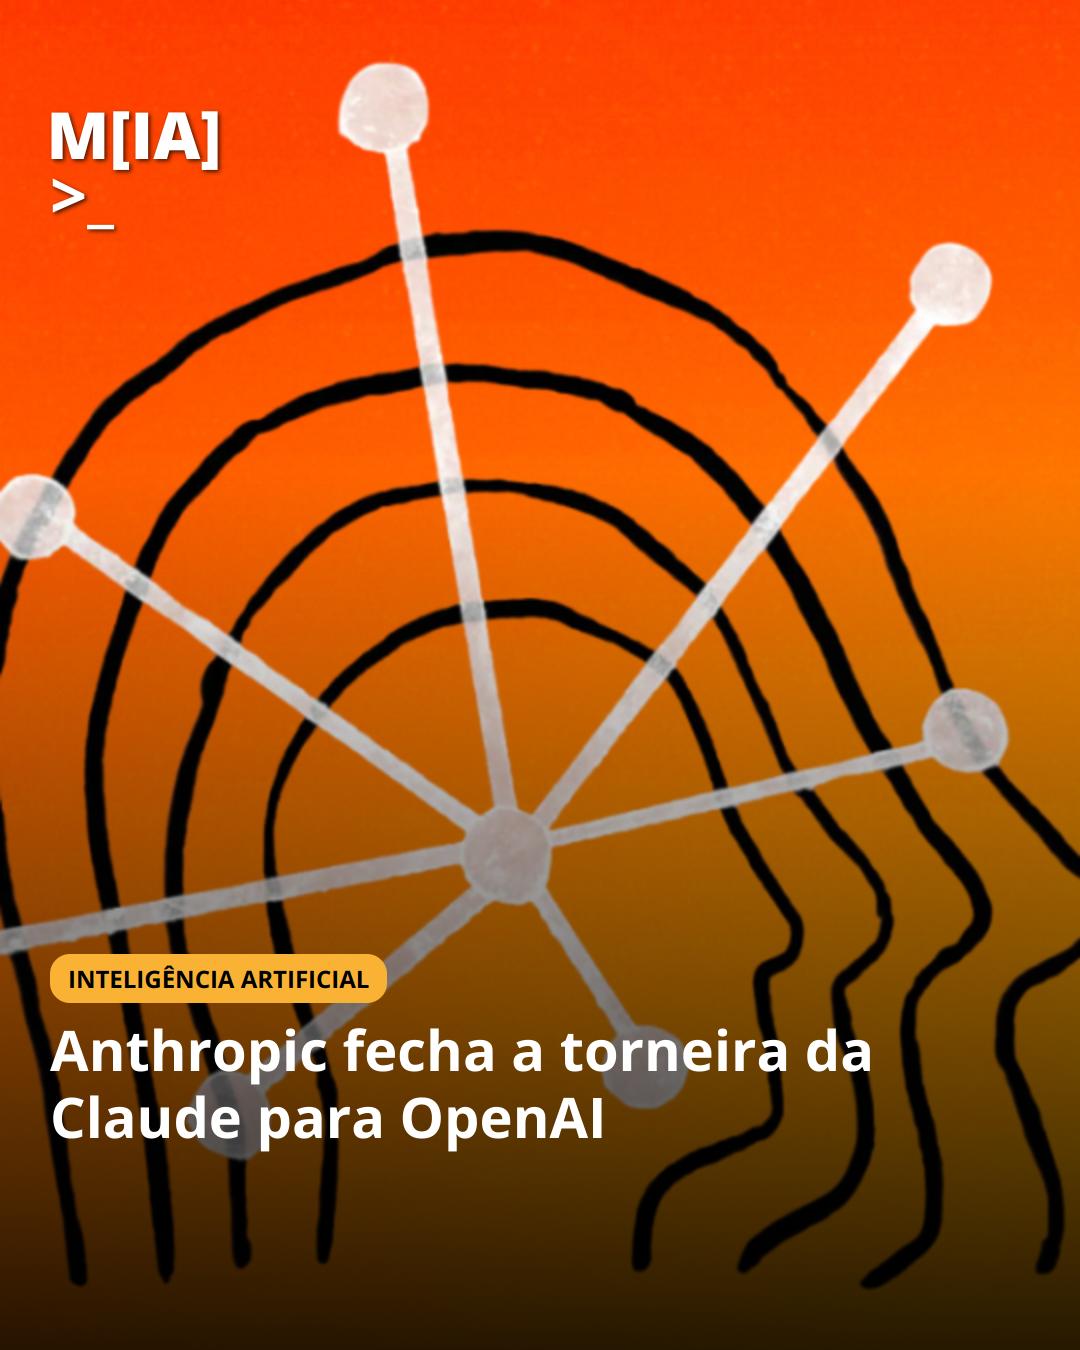 M[IA]
>_
INTELIGÊNCIA ARTIFICIAL
Anthropic fecha a torneira da
Claude para OpenAI